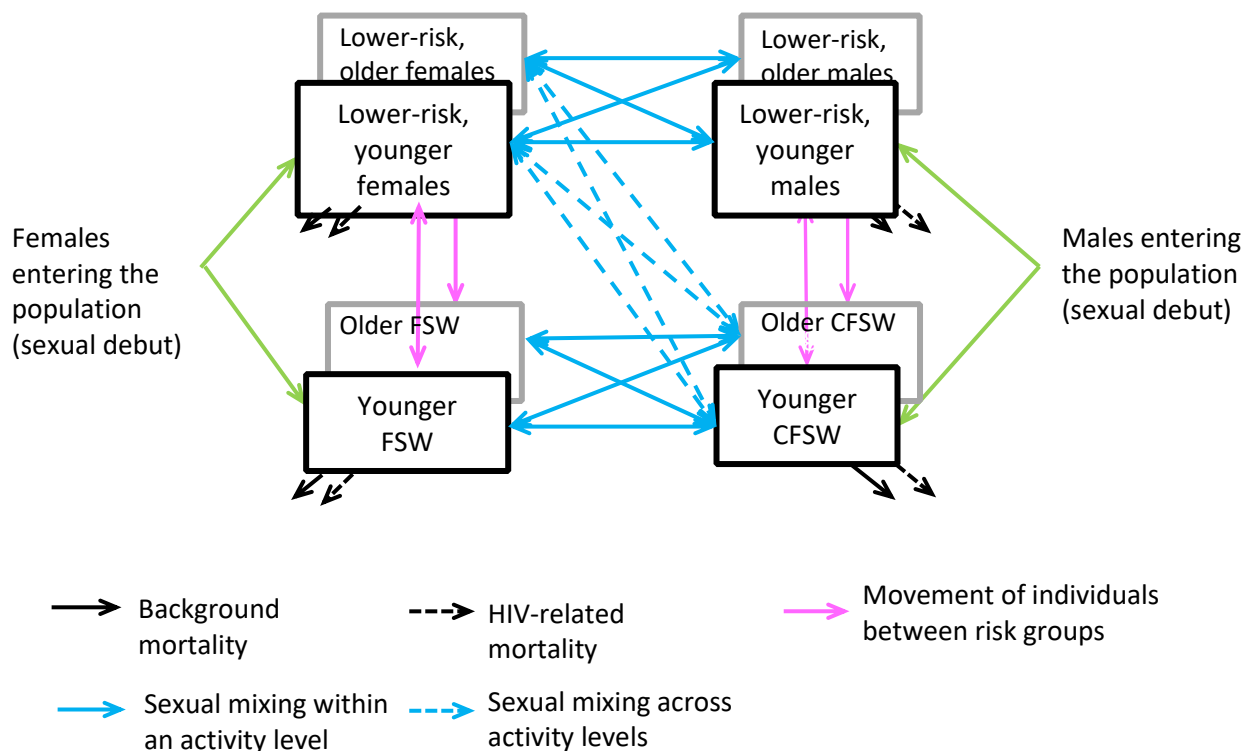 Lower-risk,
older females
Lower-risk,
older males
Lower-risk,
younger
females
Lower-risk,
younger
males
Females
entering the
population
(sexual debut)
Males entering
the population
(sexual debut)
Older FSW
Older CFSW
Younger
FSW
Younger
CFSW
Background
mortality
HIV-related
mortality
Movement of individuals
between risk groups
Sexual mixing within
an activity level
Sexual mixing across
activity levels